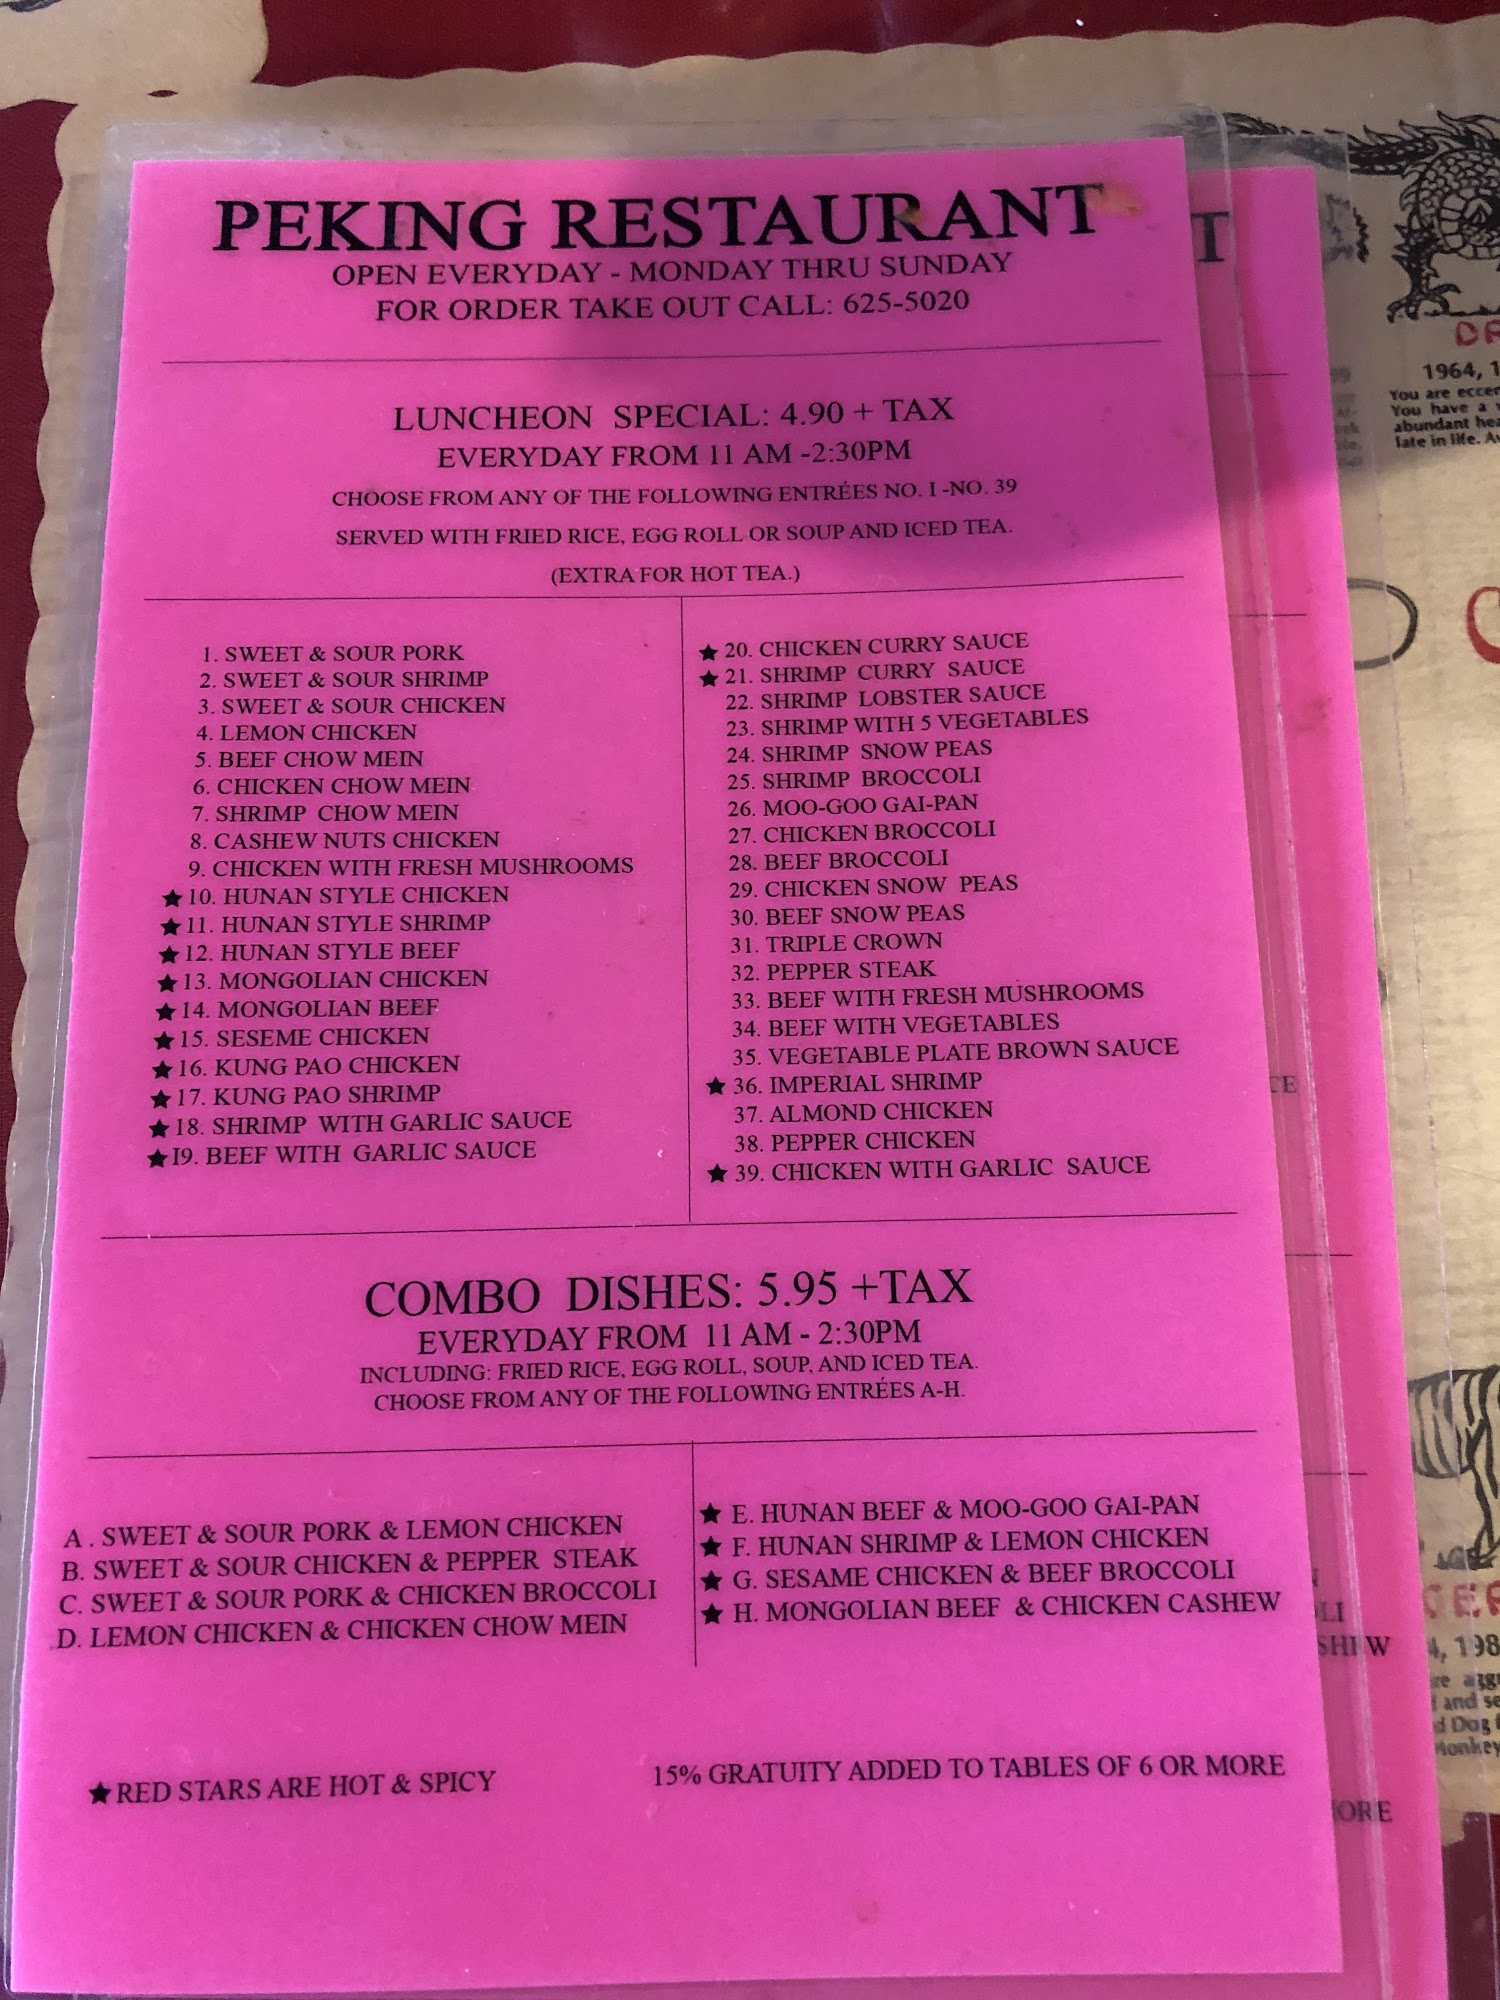 PEKING RESTAURANT
OPEN EVERYDAY - MONDAY THRU SUNDAY
FOR ORDER TAKE OUT CALL: 625-5020
LUNCHEON SPECIAL: 4.90 + TAX
EVERYDAY FROM 11 AM -2:30PM
CHOOSE FROM ANY OF THE FOLLOWING ENTRÉES NO. I -NO. 39
SERVED WITH FRIED RICE, EGG ROLL OR SOUP AND ICED TEA.
(EXTRA FOR HOT TEA.)
1. SWEET & SOUR PORK
2. SWEET & SOUR SHRIMP
3. SWEET & SOUR CHICKEN
4. LEMON CHICKEN
5. BEEF CHOW MEIN
6. CHICKEN CHOW MEIN
7. SHRIMP CHOW MEIN
8. CASHEW NUTS CHICKEN
9. CHICKEN WITH FRESH MUSHROOMS
★ 10. HUNAN STYLE CHICKEN
★ 11. HUNAN STYLE SHRIMP
★ 12. HUNAN STYLE BEEF
★ 13. MONGOLIAN CHICKEN
★ 14. MONGOLIAN BEEF
★ 15. SESEME CHICKEN
★ 16. KUNG PAO CHICKEN
★ 17. KUNG PAO SHRIMP
★ 18. SHRIMP WITH GARLIC SAUCE
★ I9. BEEF WITH GARLIC SAUCE
★ 20. CHICKEN CURRY SAUCE
★ 21. SHRIMP CURRY SAUCE
22. SHRIMP LOBSTER SAUCE
23. SHRIMP WITH 5 VEGETABLES
24. SHRIMP SNOW PEAS
25. SHRIMP BROCCOLI
26. MOO-GOO GAI-PAN
27. CHICKEN BROCCOLI
28. BEEF BROCCOLI
29. CHICKEN SNOW PEAS
30. BEEF SNOW PEAS
31. TRIPLE CROWN
32. PEPPER STEAK
33. BEEF WITH FRESH MUSHROOMS
34. BEEF WITH VEGETABLES
35. VEGETABLE PLATE BROWN SAUCE
★ 36. IMPERIAL SHRIMP
37. ALMOND CHICKEN
38. PEPPER CHICKEN
★ 39. CHICKEN WITH GARLIC SAUCE
COMBO DISHES: 5.95 +TAX
EVERYDAY FROM 11 AM - 2:30PM
INCLUDING: FRIED RICE, EGG ROLL, SOUP, AND ICED TEA.
CHOOSE FROM ANY OF THE FOLLOWING ENTRÉES A-H.
A . SWEET & SOUR PORK & LEMON CHICKEN
B. SWEET & SOUR CHICKEN & PEPPER STEAK
C. SWEET & SOUR PORK & CHICKEN BROCCOLI
D. LEMON CHICKEN & CHICKEN CHOW MEIN
★ E. HUNAN BEEF & MOO-GOO GAI-PAN
★ F. HUNAN SHRIMP & LEMON CHICKEN
★ G. SESAME CHICKEN & BEEF BROCCOLI
★ H. MONGOLIAN BEEF & CHICKEN CASHEW
★ RED STARS ARE HOT & SPICY
15% GRATUITY ADDED TO TABLES OF 6 OR MORE
1964, 1
You are
You have a
abundant
late in life.
and
Dog